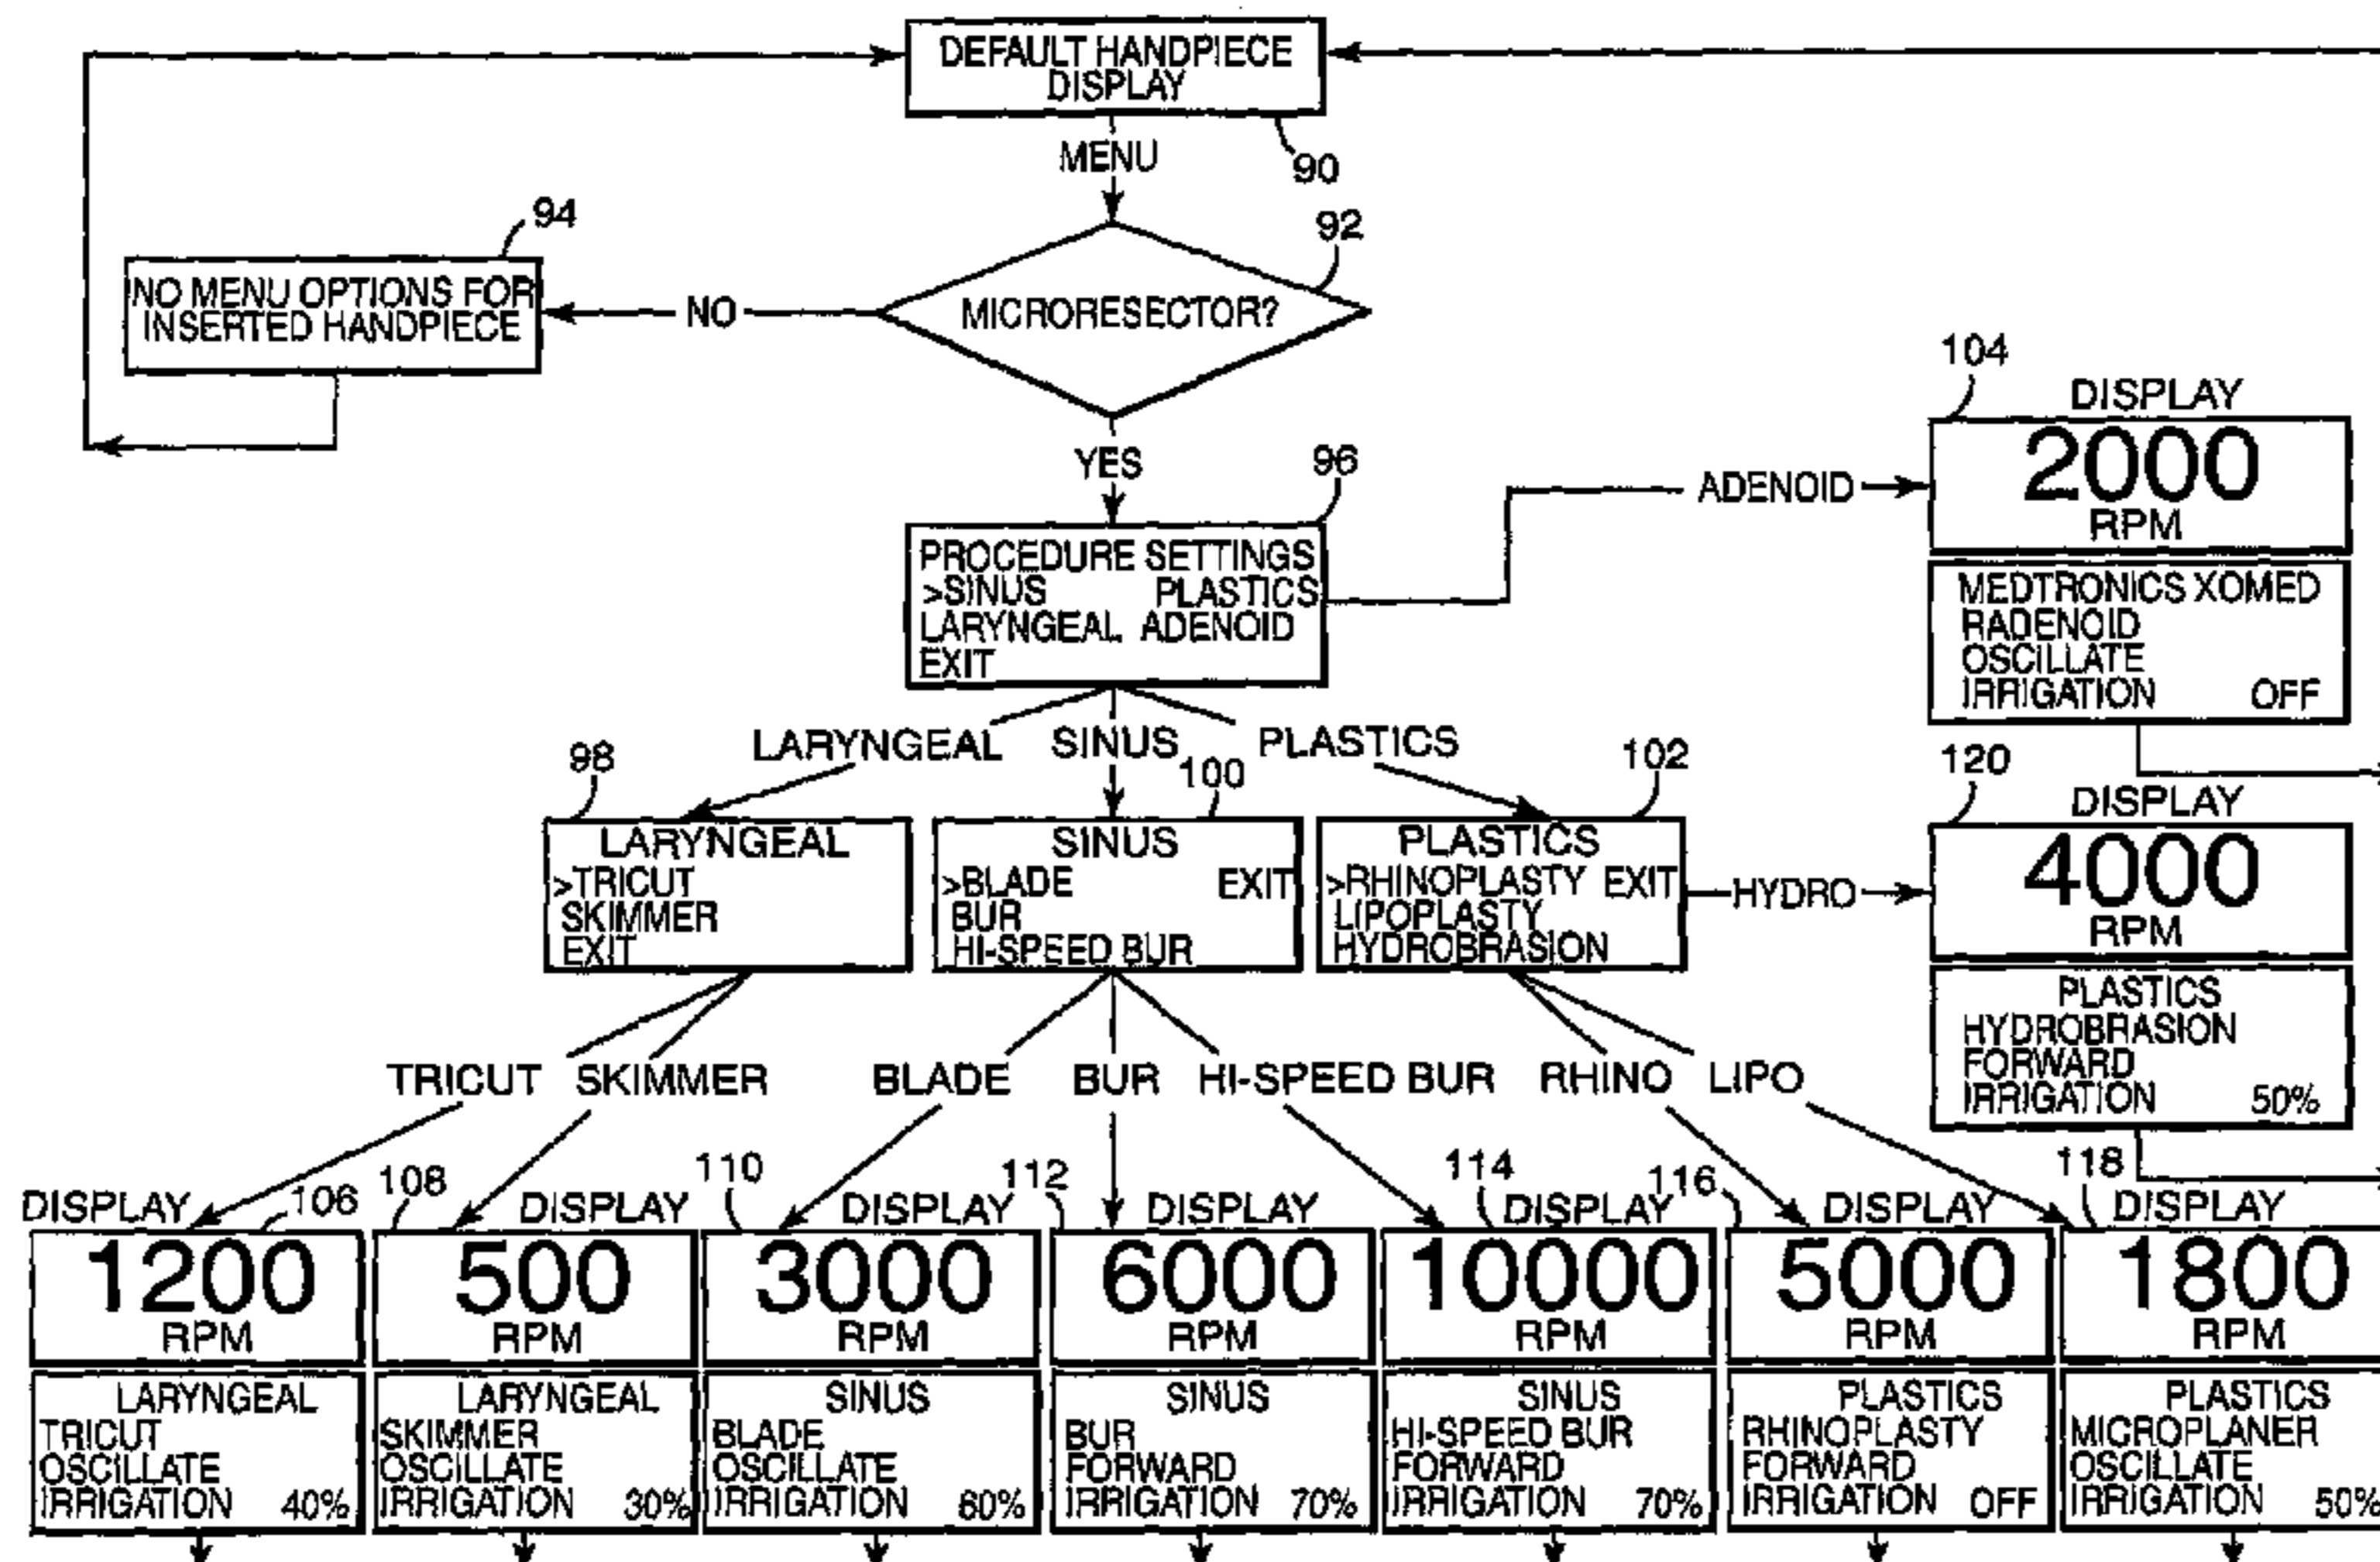 DEFAULT HANDPIECE
DISPLAY
90
MENU
92
MICRORESECTOR?
94
NO MENU OPTIONS FOR
INSERTED HANDPIECE
NO
YES
96
PROCEDURE SETTINGS
>SINUS PLASTICS
LARYNGEAL ADENOID
EXIT
ADENOID
104
DISPLAY
2000
RPM
MEDTRONICS XOMED
RADENOID
OSCILLATE
IRRIGATION OFF
LARYNGEAL SINUS PLASTICS
98
LARYNGEAL
>TRICUT
SKIMMER
EXIT
100
SINUS
>BLADE EXIT
BUR
HI-SPEED BUR
102
PLASTICS
>RHINOPLASTY EXIT
LIPOPLASTY
HYDROBRASION
HYDRO
120
DISPLAY
4000
RPM
PLASTICS
HYDROBRASION
FORWARD
IRRIGATION 50%
TRICUT SKIMMER BLADE BUR HI-SPEED BUR RHINO LIPO
DISPLAY 106
1200
RPM
LARYNGEAL
TRICUT
OSCILLATE
IRRIGATION 40%
108 DISPLAY
500
RPM
LARYNGEAL
SKIMMER
OSCILLATE
IRRIGATION 30%
110 DISPLAY
3000
RPM
SINUS
BLADE
OSCILLATE
IRRIGATION
112 DISPLAY
6000
RPM
SINUS
BUR
FORWARD
IRRIGATION 70%
114 DISPLAY
10000
RPM
SINUS
HI-SPEED BUR
FORWARD
IRRIGATION 70%
116 DISPLAY
5000
RPM
PLASTICS
RHINOPLASTY
FORWARD
IRRIGATION OFF
118 DISPLAY
1800
RPM
PLASTICS
MICROPLANER
OSCILLATE
IRRIGATION 50%